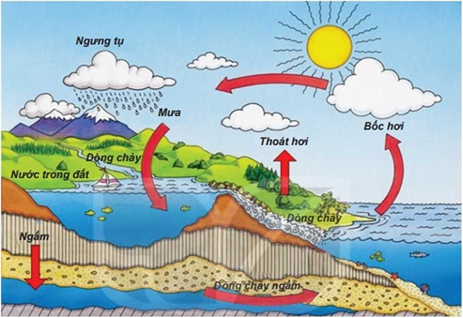 Ngưng tụ
Mưa
Bốc hơi
Thoát hơi
Dòng chảy
Nước trong đất
Dòng chảy
Ngấm
Dòng chảy ngầm